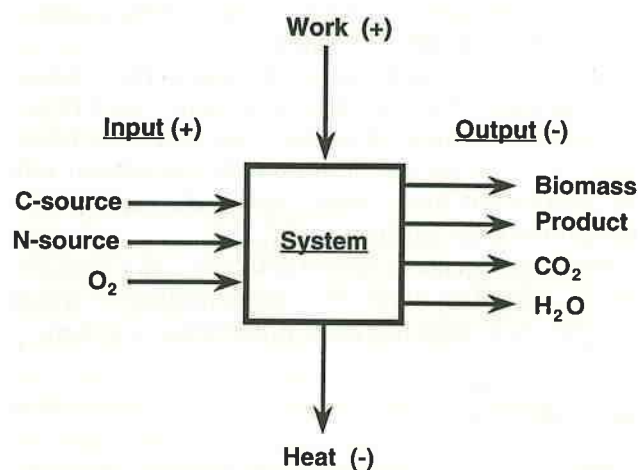 Work (+)
Input (+)
Output (-)
C-source
N-source
O₂
System
Biomass
Product
CO₂
H₂O
Heat (-)